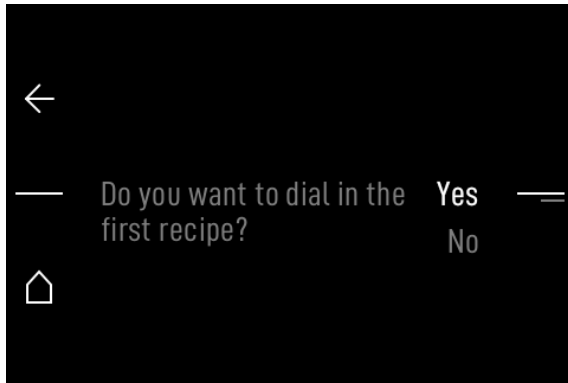 Do you want to dial in the
first recipe?
Yes
No